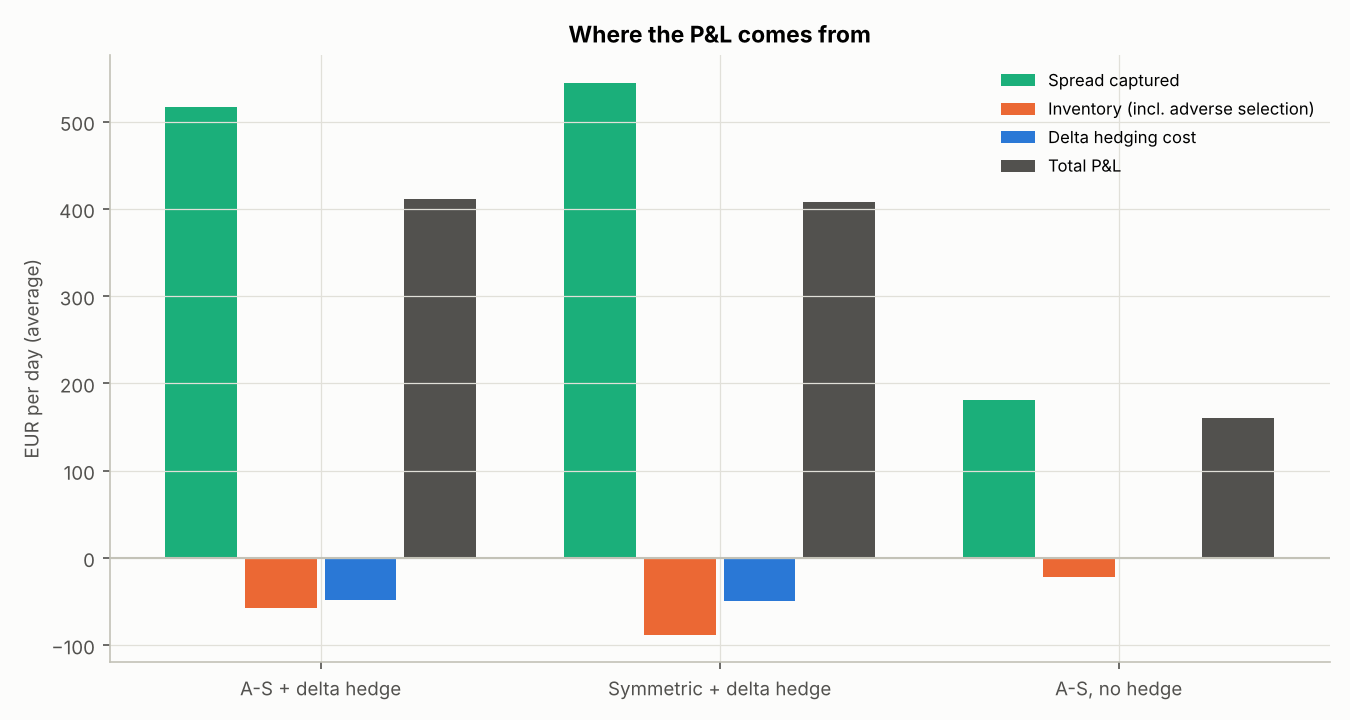 Where the P&L comes from
Spread captured
Inventory (incl. adverse selection)
Delta hedging cost
Total P&L
EUR per day (average)
500
400
300
200
100
0
−100
A-S + delta hedge
Symmetric + delta hedge
A-S, no hedge